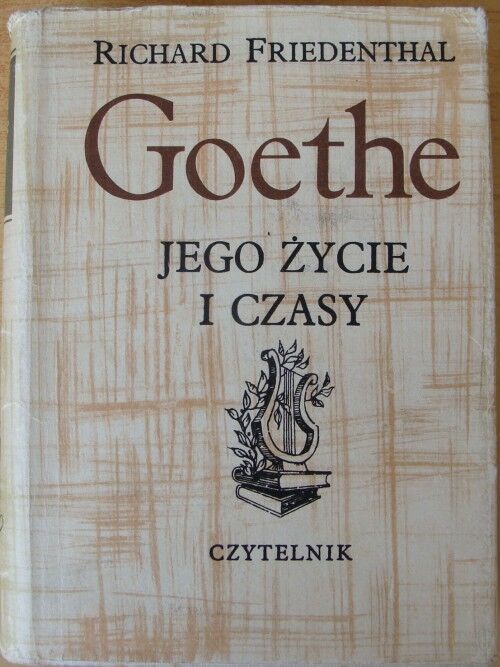 RICHARD FRIEDENTHAL
Goethe
JEGO ŻYCIE
I CZASY
CZYTELNIK